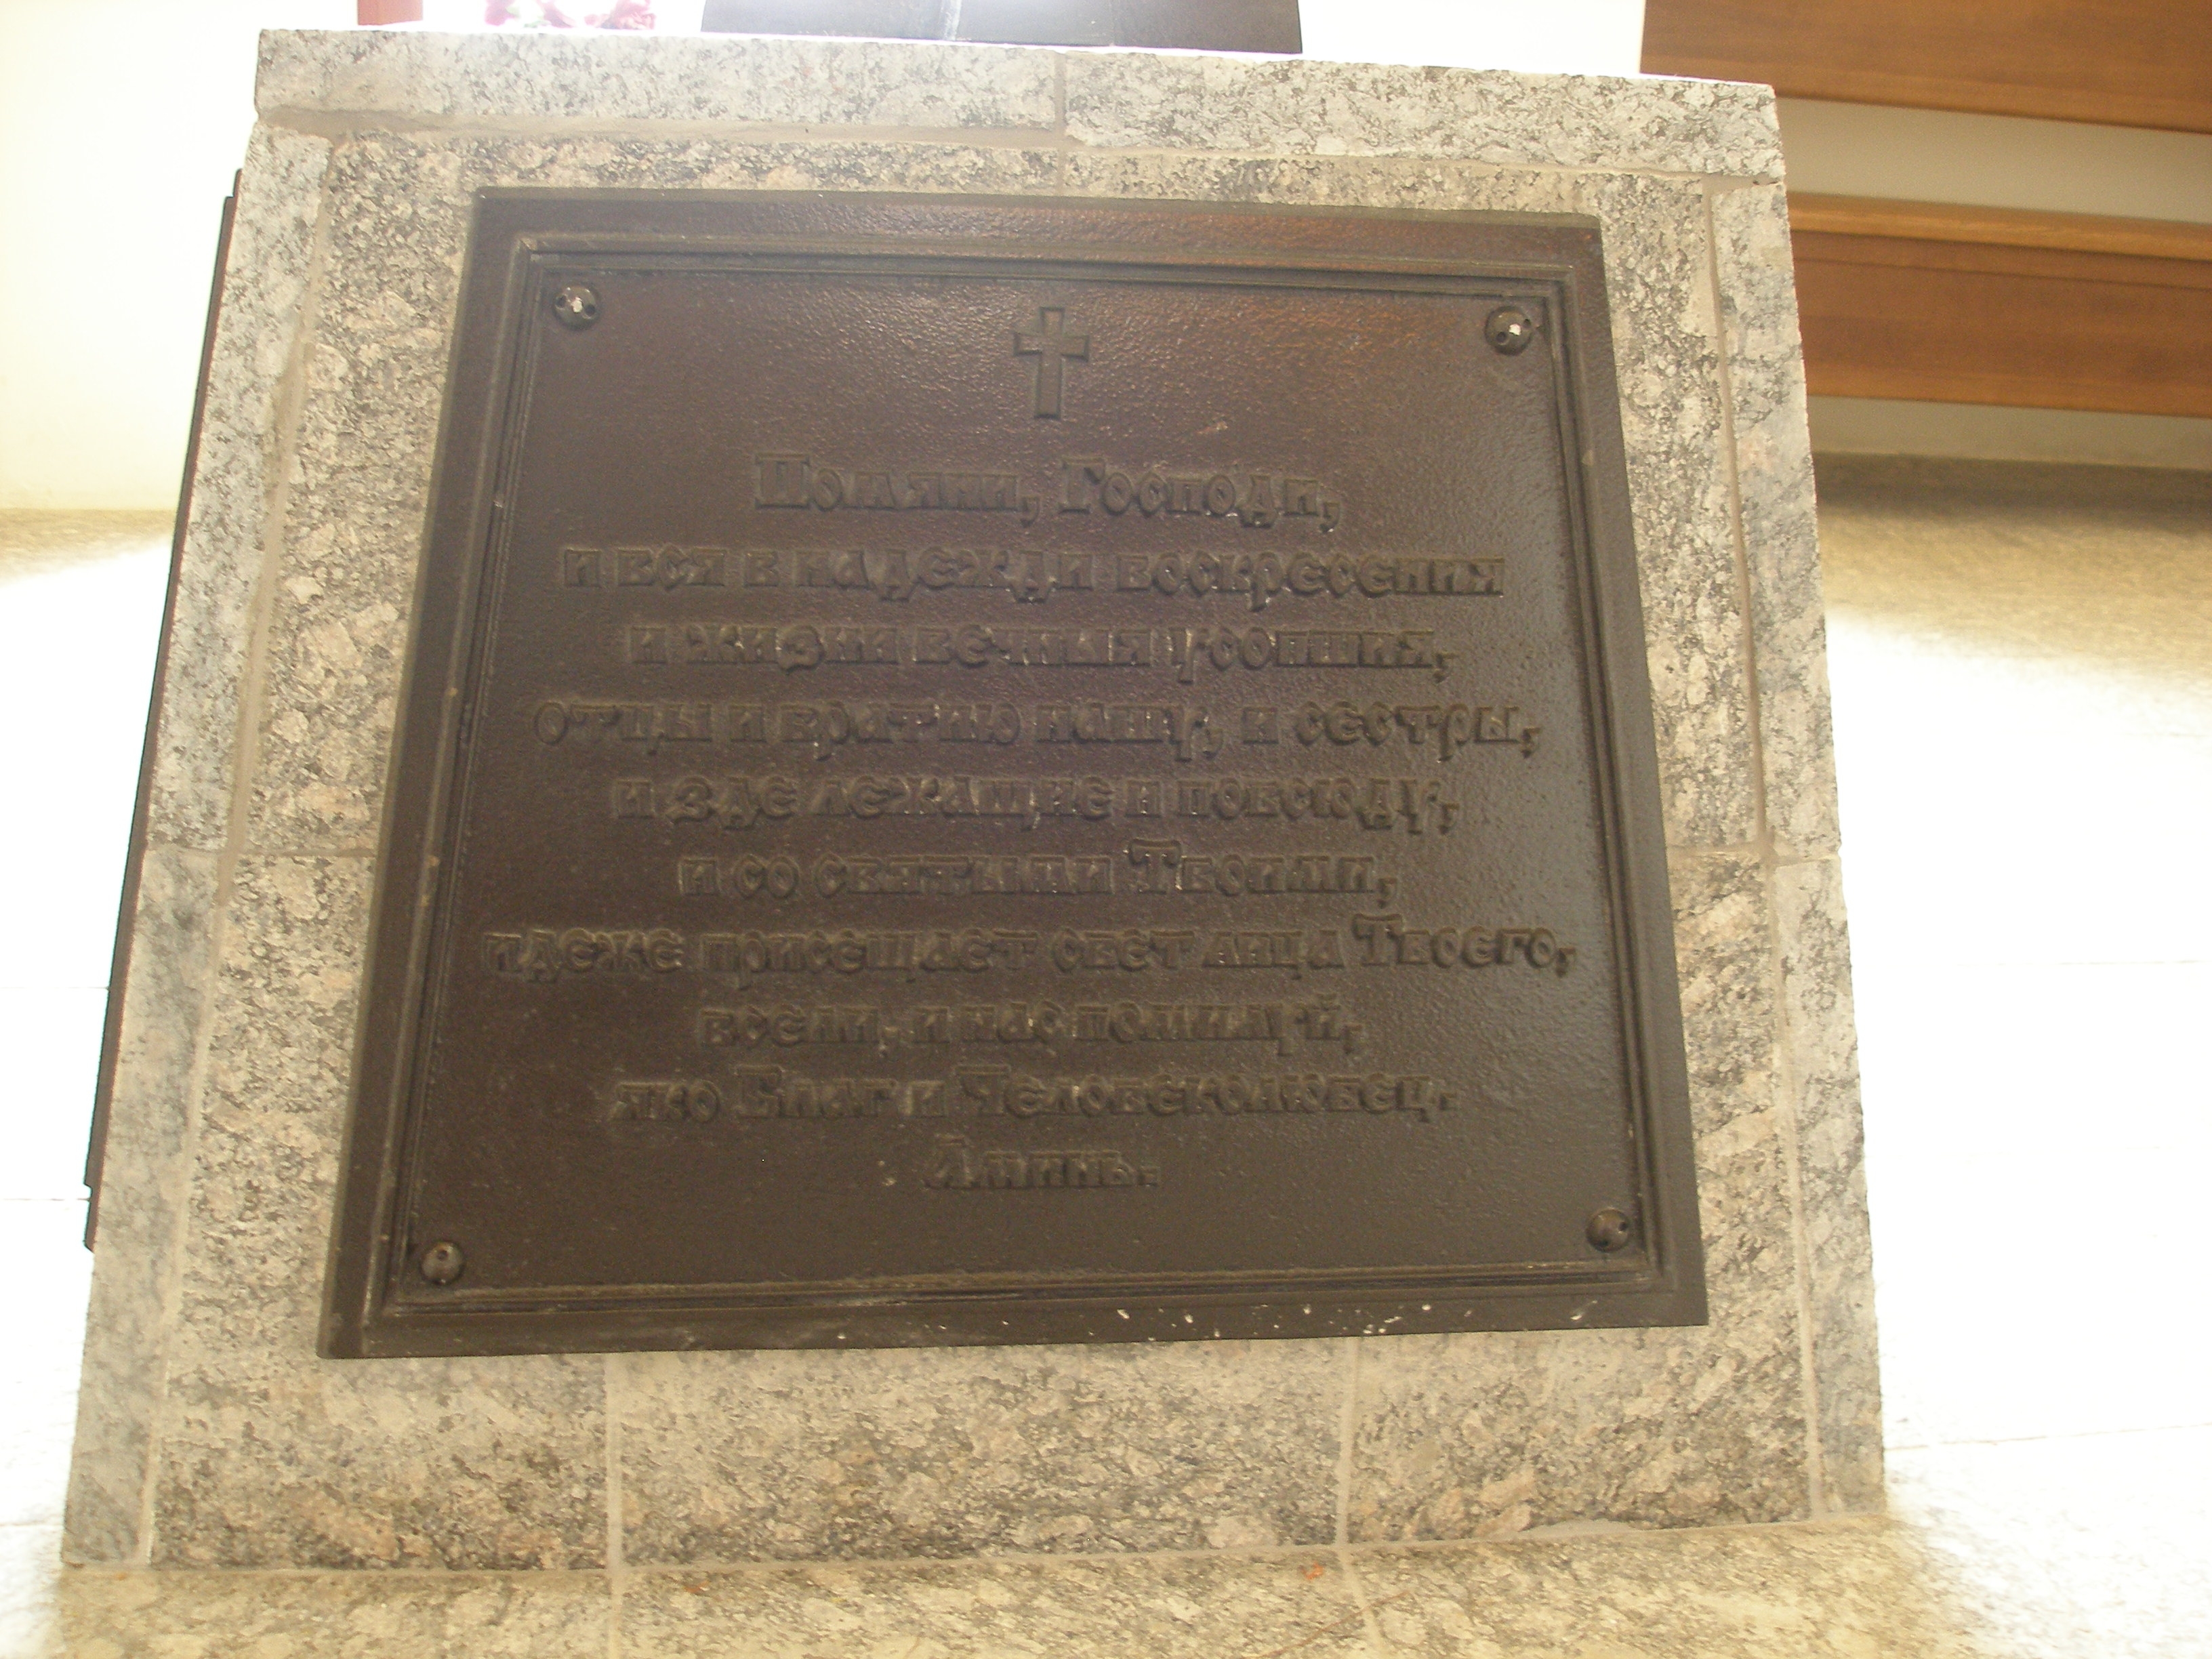 Помяни, Господи,
и вся в надежди воскресения
и жизни вечныя усопшия,
отцы и братию нашу, и сестры,
и зде лежащие и повсюду,
и со святыми Твоими,
идеже присещает свет лица Твоего,
всели, и нас помилуй,
яко Благ и Человеколюбец.
Аминь.